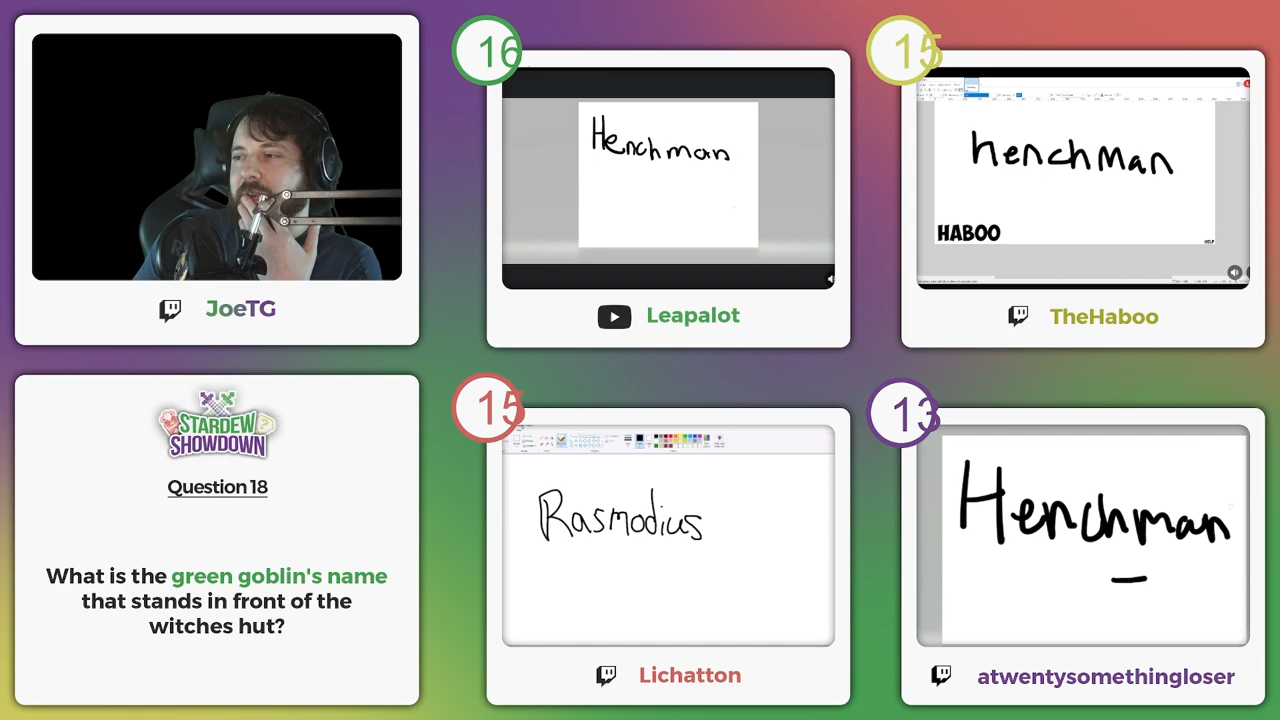 JoeTG
STARDEW
SHOWDOWN
Question 18
What is the green goblin's name
that stands in front of the
witches hut?
16
Henchman
Leapalot
15
henchman
HABOO
HELP
TheHaboo
15
Rasmodius
Lichatton
13
Henchman
atwentysomethingloser